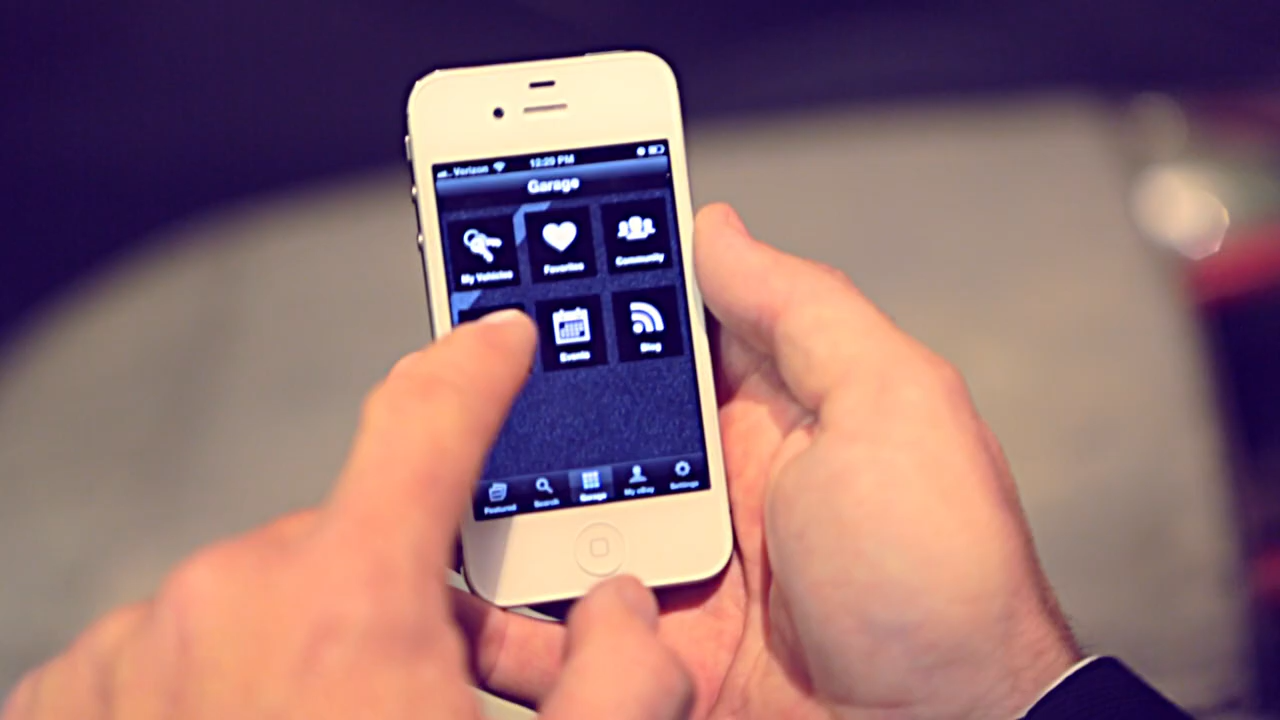 Verizon 12:29 PM
Garage
My Vehicles Favorites Community
Events Blog
Featured Search Garage My eBay Settings